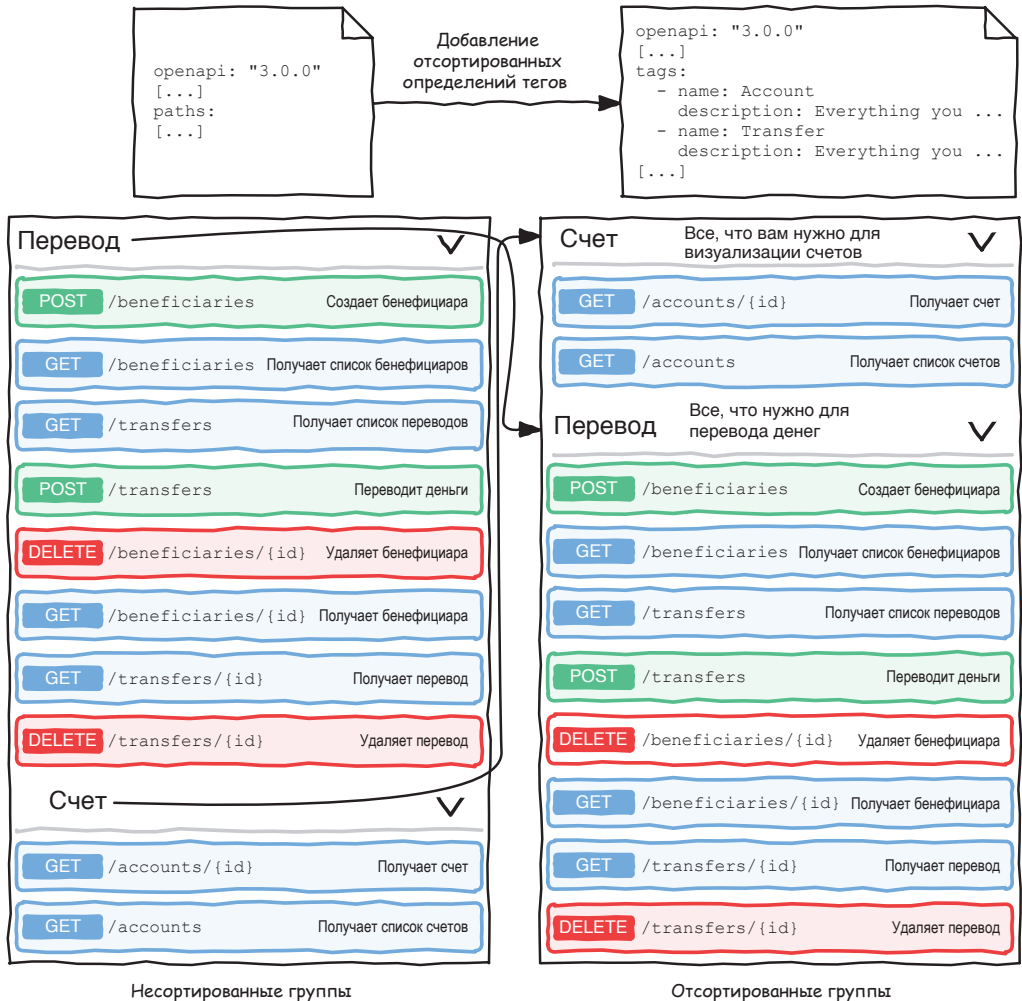 openapi: "3.0.0"
[...]
paths:
[...]
Добавление
отсортированных
определений тегов
openapi: "3.0.0"
[...]
tags:
- name: Account
description: Everything you ...
- name: Transfer
description: Everything you ...
[...]
Перевод
POST /beneficiaries Создает бенефициара
GET /beneficiaries Получает список бенефициаров
GET /transfers Получает список переводов
POST /transfers Переводит деньги
DELETE /beneficiaries/{id} Удаляет бенефициара
GET /beneficiaries/{id} Получает бенефициара
GET /transfers/{id} Получает перевод
DELETE /transfers/{id} Удаляет перевод
Счет
GET /accounts/{id} Получает счет
GET /accounts Получает список счетов
Несортированные группы
Счет
Все, что вам нужно для
визуализации счетов
GET /accounts/{id} Получает счет
GET /accounts Получает список счетов
Перевод
Все, что нужно для
перевода денег
POST /beneficiaries Создает бенефициара
GET /beneficiaries Получает список бенефициаров
GET /transfers Получает список переводов
POST /transfers Переводит деньги
DELETE /beneficiaries/{id} Удаляет бенефициара
GET /beneficiaries/{id} Получает бенефициара
GET /transfers/{id} Получает перевод
DELETE /transfers/{id} Удаляет перевод
Отсортированные группы